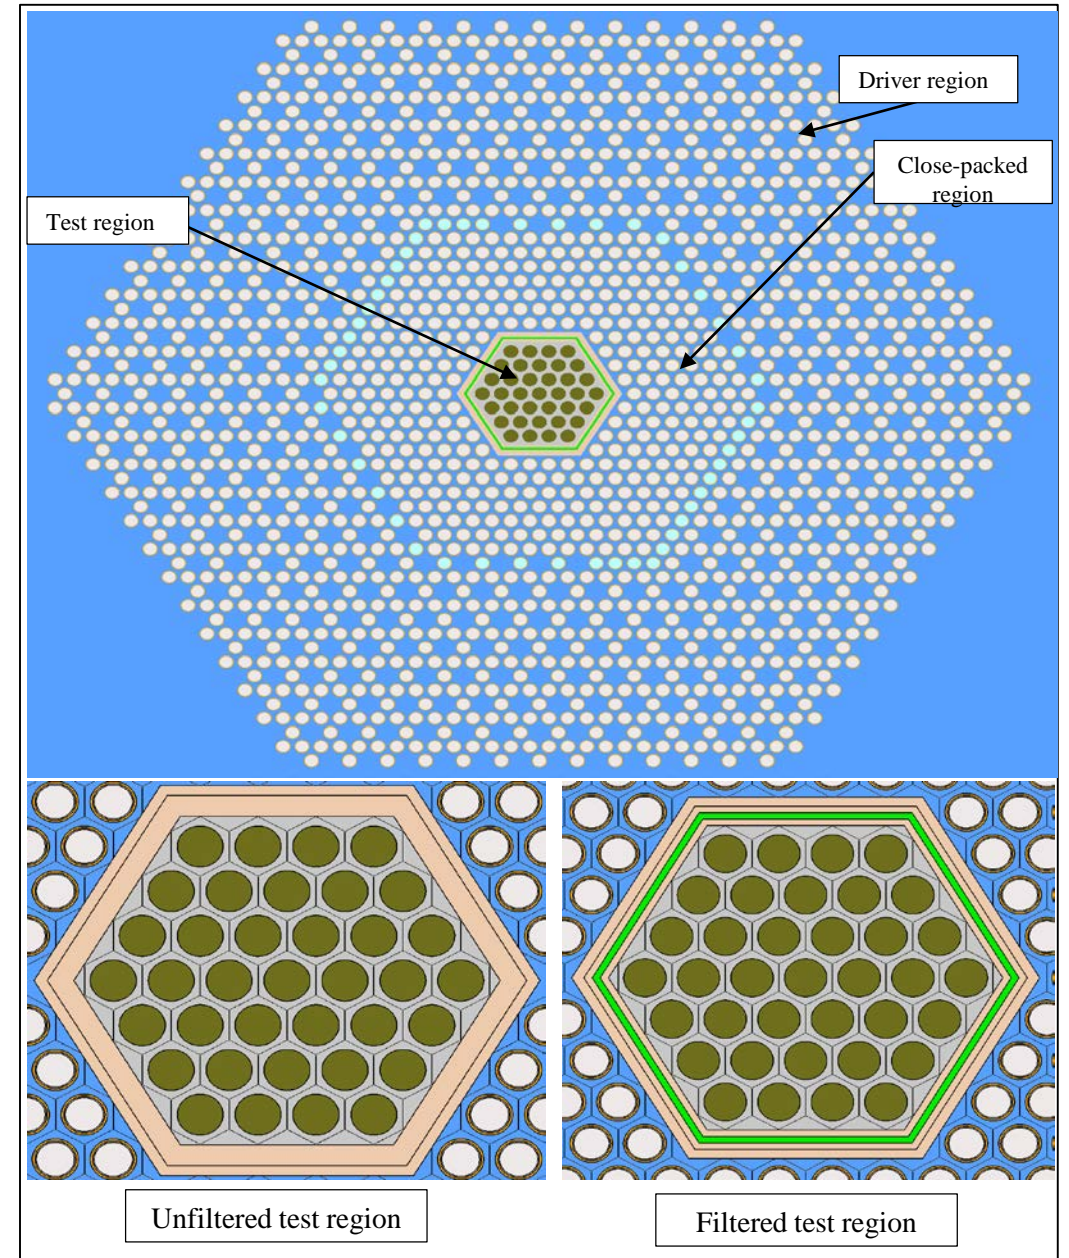 Driver region
Close-packed
region
Test region
Unfiltered test region
Filtered test region